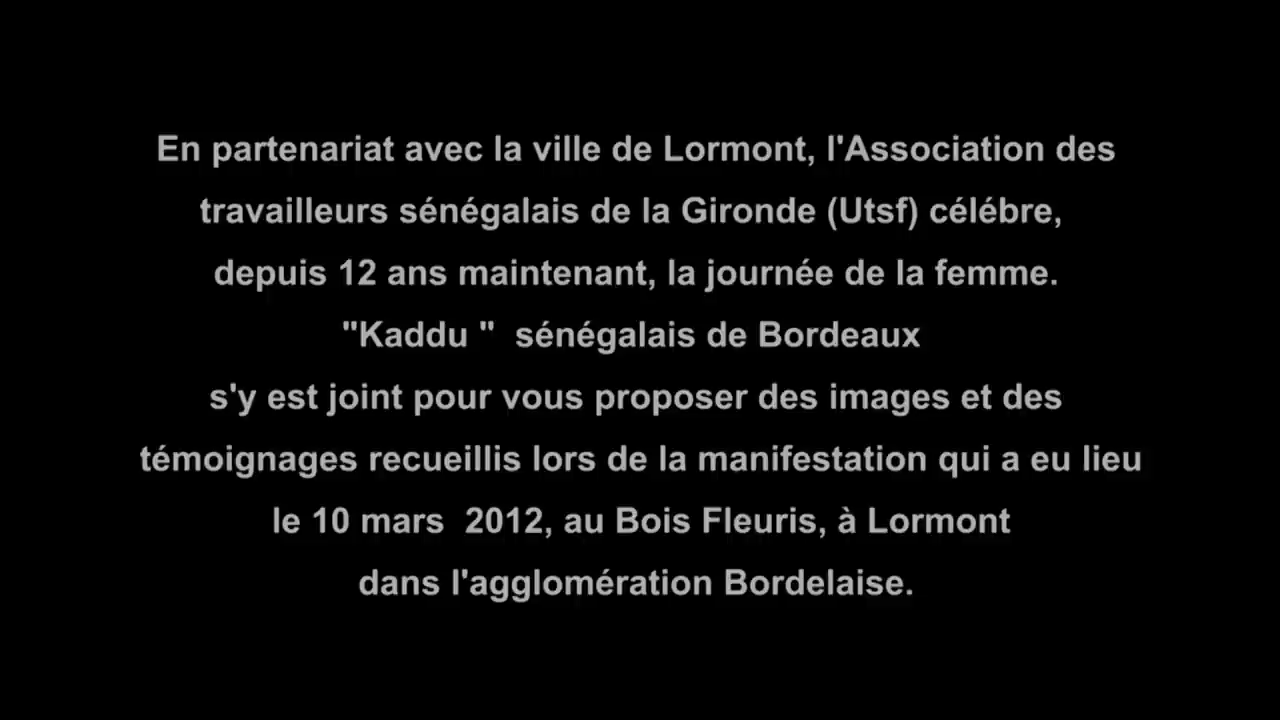 En partenariat avec la ville de Lormont, l'Association des
travailleurs sénégalais de la Gironde (Utsf) célébre,
depuis 12 ans maintenant, la journée de la femme.
"Kaddu "  sénégalais de Bordeaux
s'y est joint pour vous proposer des images et des
témoignages recueillis lors de la manifestation qui a eu lieu
le 10 mars  2012, au Bois Fleuris, à Lormont
dans l'agglomération Bordelaise.